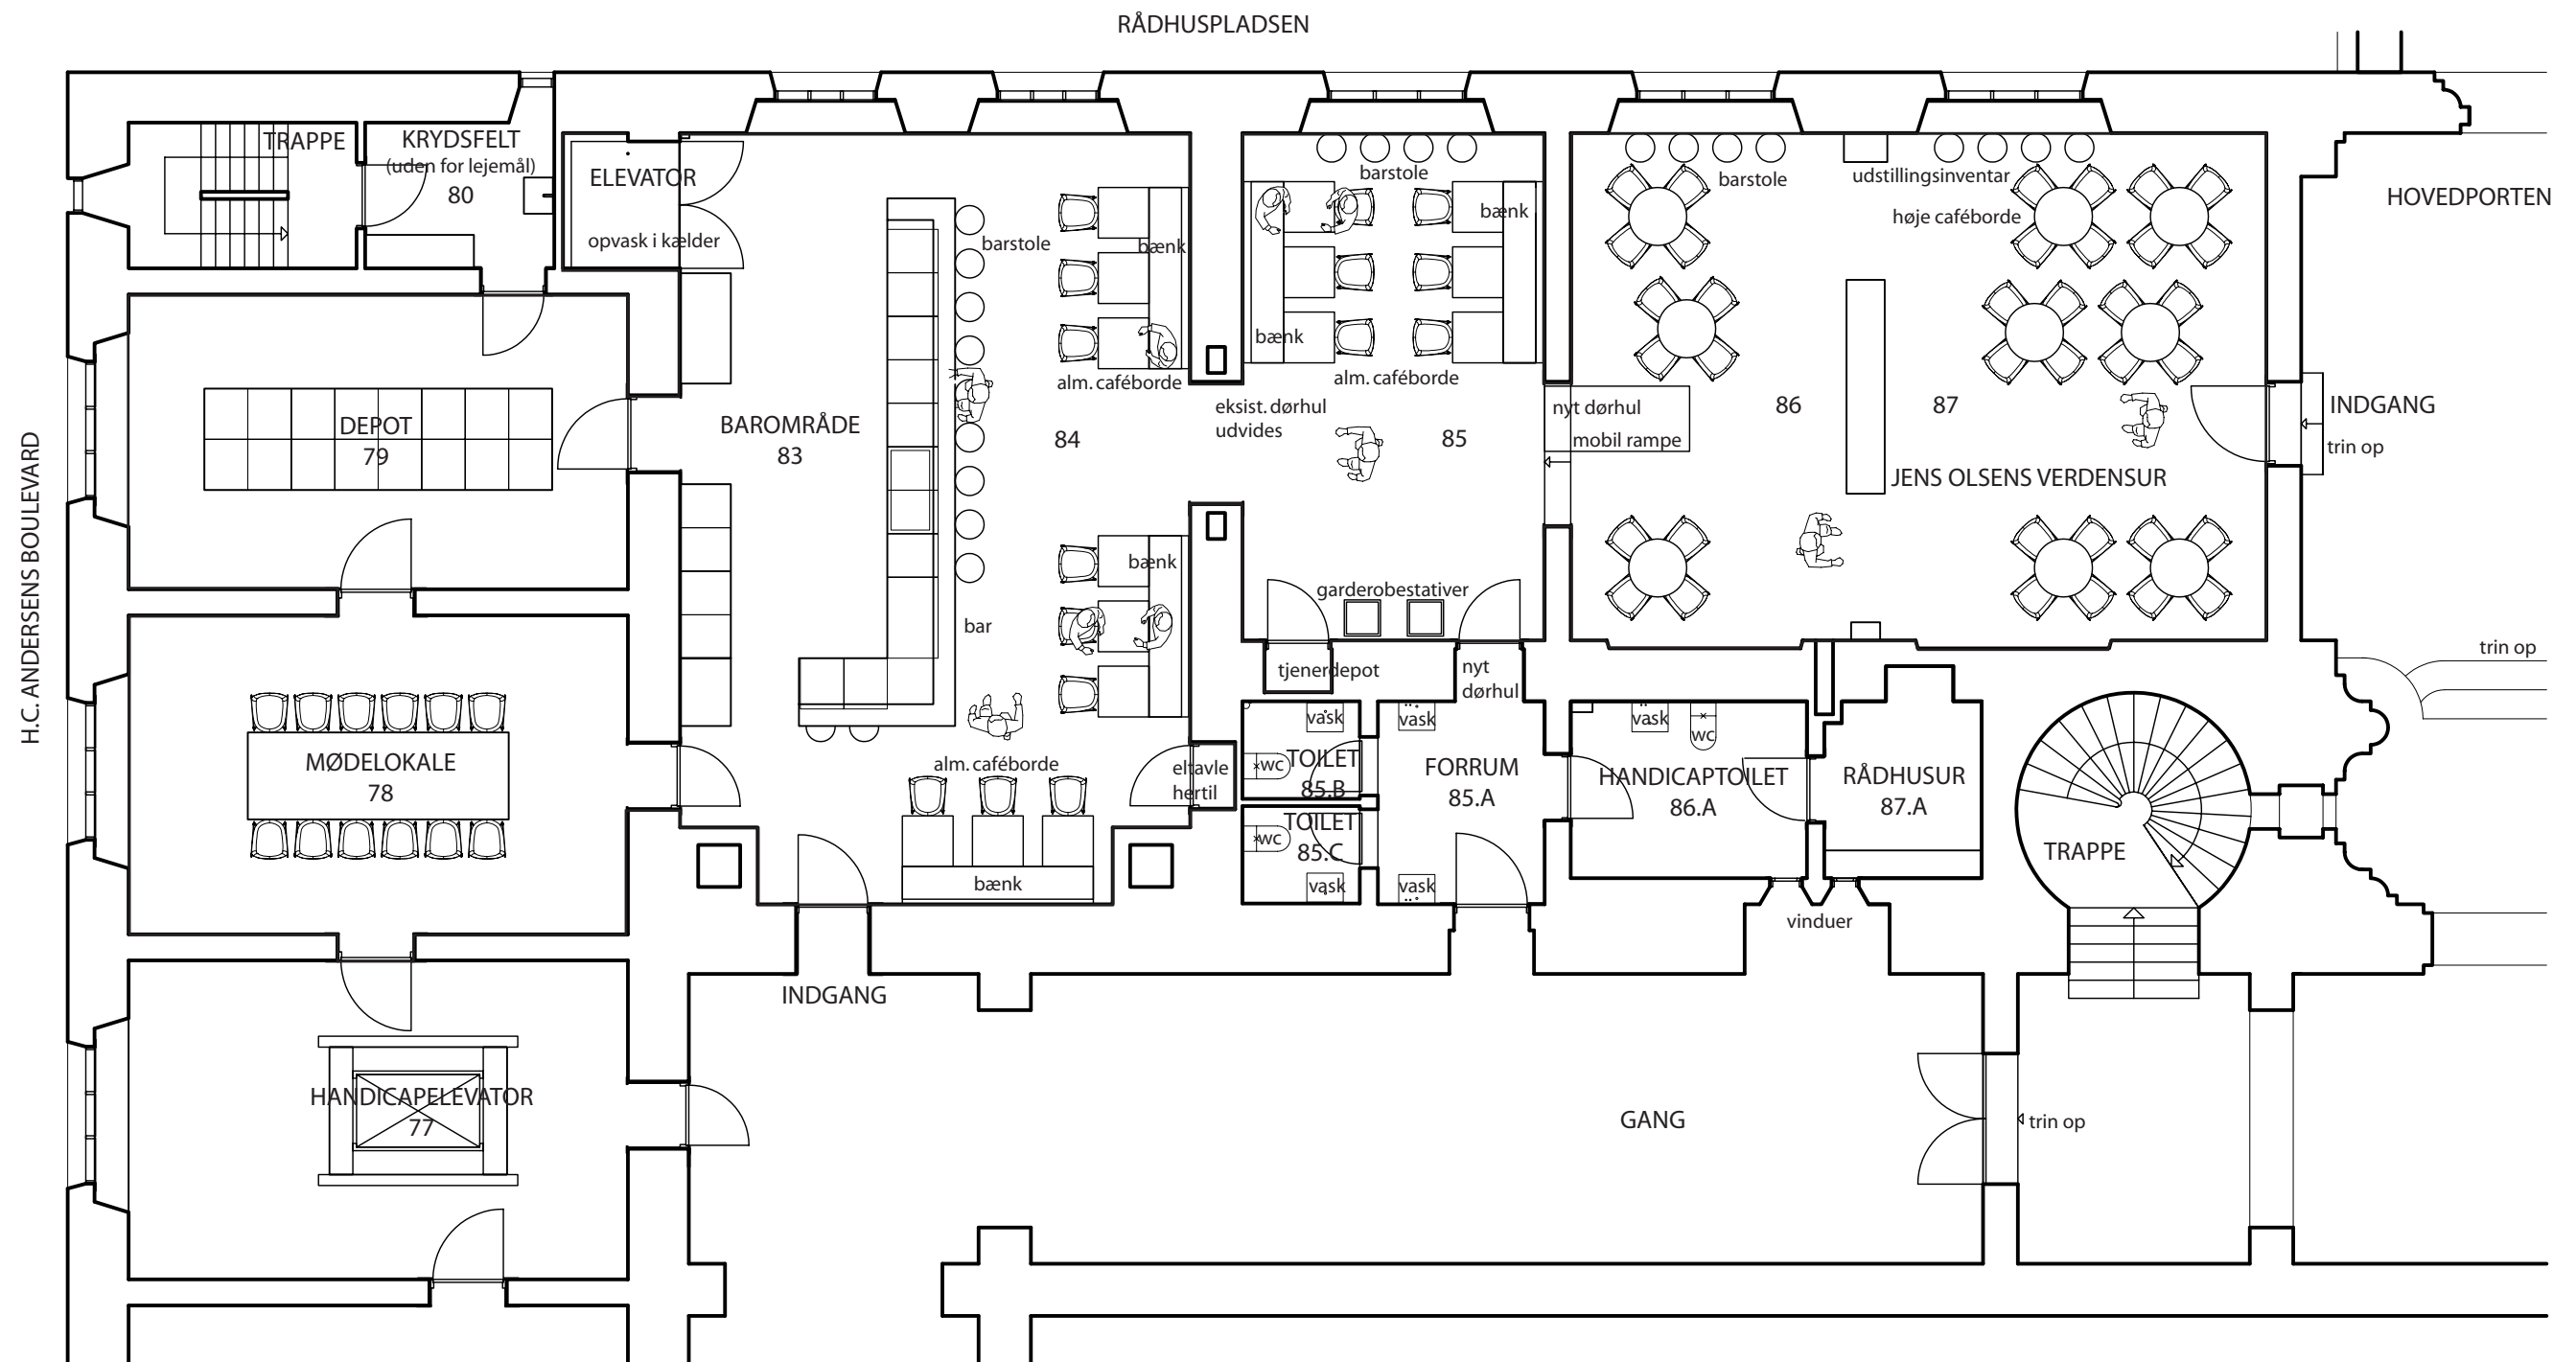 RÅDHUSPLADSEN
TRAPPE
KRYDSFELT
(uden for lejemål)
80
ELEVATOR
opvask i kælder
barstole
bænk
alm. caféborde
barstole
bænk
bænk
alm. caféborde
barstole
udstillingsinventar
høje caféborde
HOVEDPORTEN
H.C. ANDERSENS BOULEVARD
DEPOT
79
BAROMRÅDE
83
84
eksist. dørhul
udvides
85
nyt dørhul
mobil rampe
86
87
INDGANG
trin op
JENS OLSENS VERDENSUR
bænk
bar
garderobestativer
tjenerdepot
nyt
dørhul
trin op
MØDELOKALE
78
alm. caféborde
eltavle
hertil
bænk
vask
wc
TOILET
85.B
wc
TOILET
85.C
vask
vask
FORRUM
85.A
vask
vask
wc
HANDICAPTOILET
86.A
RÅDHUSUR
87.A
TRAPPE
vinduer
INDGANG
HANDICAPELEVATOR
77
GANG
trin op